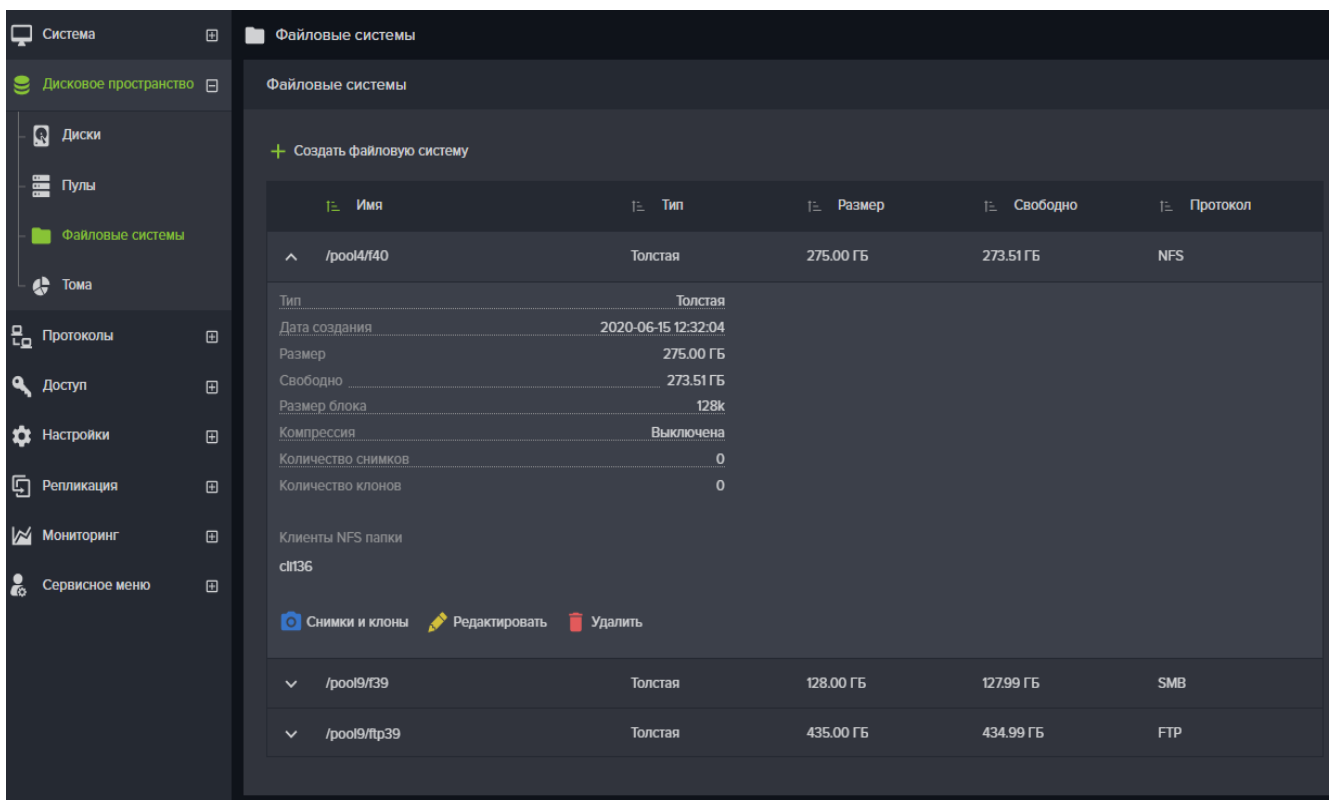 Система
Файловые системы
Дисковое пространство
Файловые системы
Диски
Создать файловую систему
Пулы
Имя Тип Размер Свободно Протокол
Файловые системы
/pool4/f40 Толстая 275.00 ГБ 273.51 ГБ NFS
Тома
Тип Толстая
Дата создания 2020-06-15 12:32:04
Протоколы
Размер 275.00 ГБ
Свободно 273.51 ГБ
Доступ
Размер блока 128k
Настройки
Компрессия Выключена
Количество снимков 0
Репликация
Количество клонов 0
Мониторинг
Клиенты NFS папки
cli136
Сервисное меню
Снимки и клоны Редактировать Удалить
/pool9/f39 Толстая 128.00 ГБ 127.99 ГБ SMB
/pool9/ftp39 Толстая 435.00 ГБ 434.99 ГБ FTP